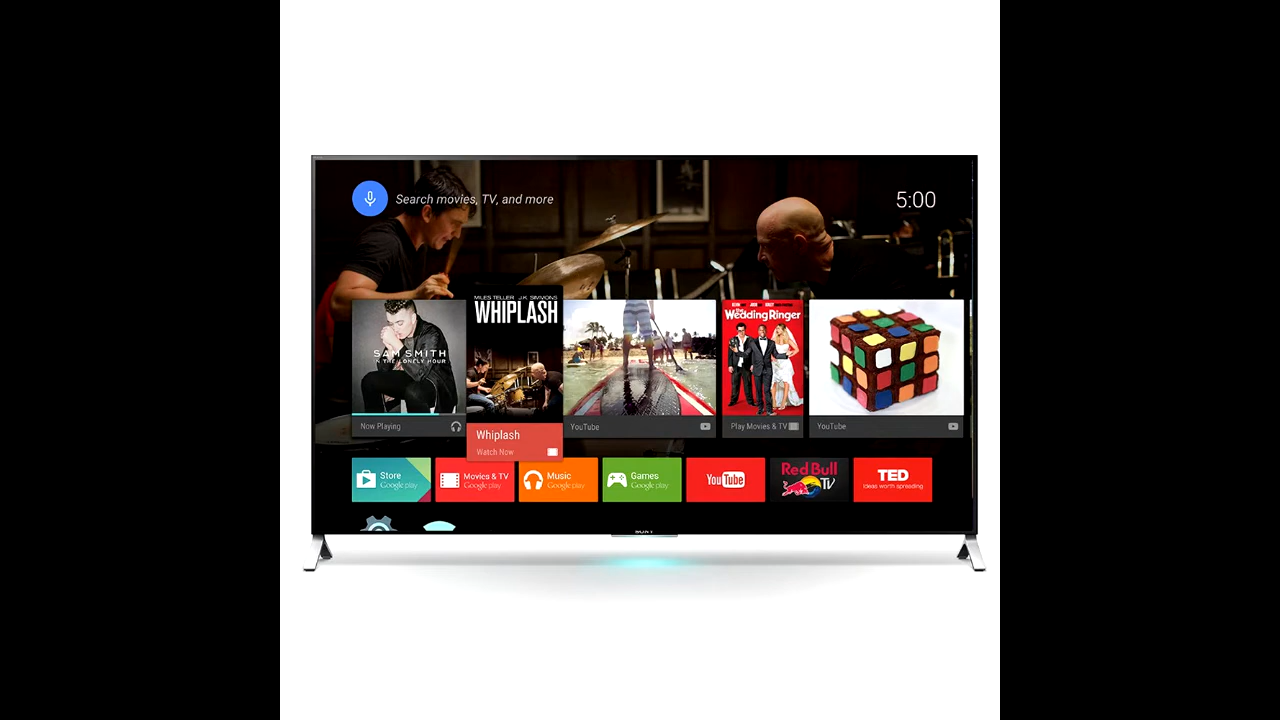 Search movies, TV, and more
5:00
SAM SMITH
IN THE LONELY HOUR
Now Playing
MILES TELLER J.K. SIMMONS
WHIPLASH
Whiplash
Watch Now
YouTube
The Wedding Ringer
Play Movies & TV
YouTube
Store
Google play
Movies & TV
Google play
Music
Google play
Games
Google play
YouTube
Red Bull
TV
TED
Ideas worth spreading
SONY